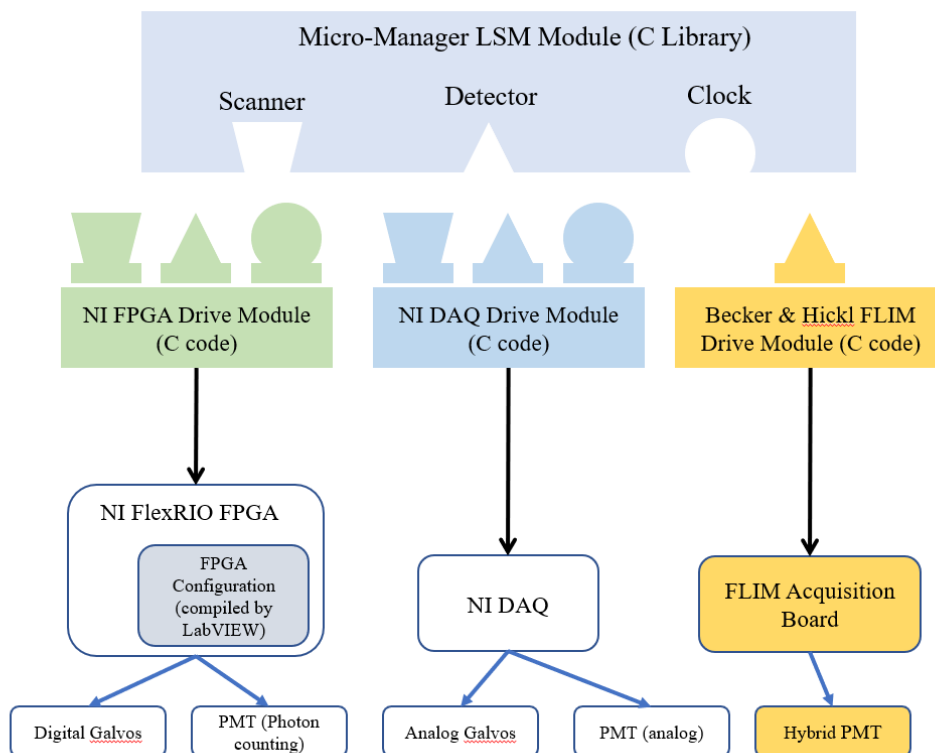 Micro-Manager LSM Module (C Library)
Scanner
Detector
Clock
NI FPGA Drive Module
(C code)
NI DAQ Drive Module
(C code)
Becker & Hickl FLIM
Drive Module (C code)
NI FlexRIO FPGA
FPGA
Configuration
(compiled by
LabVIEW)
NI DAQ
FLIM Acquisition
Board
Digital Galvos
PMT (Photon
counting)
Analog Galvos
PMT (analog)
Hybrid PMT